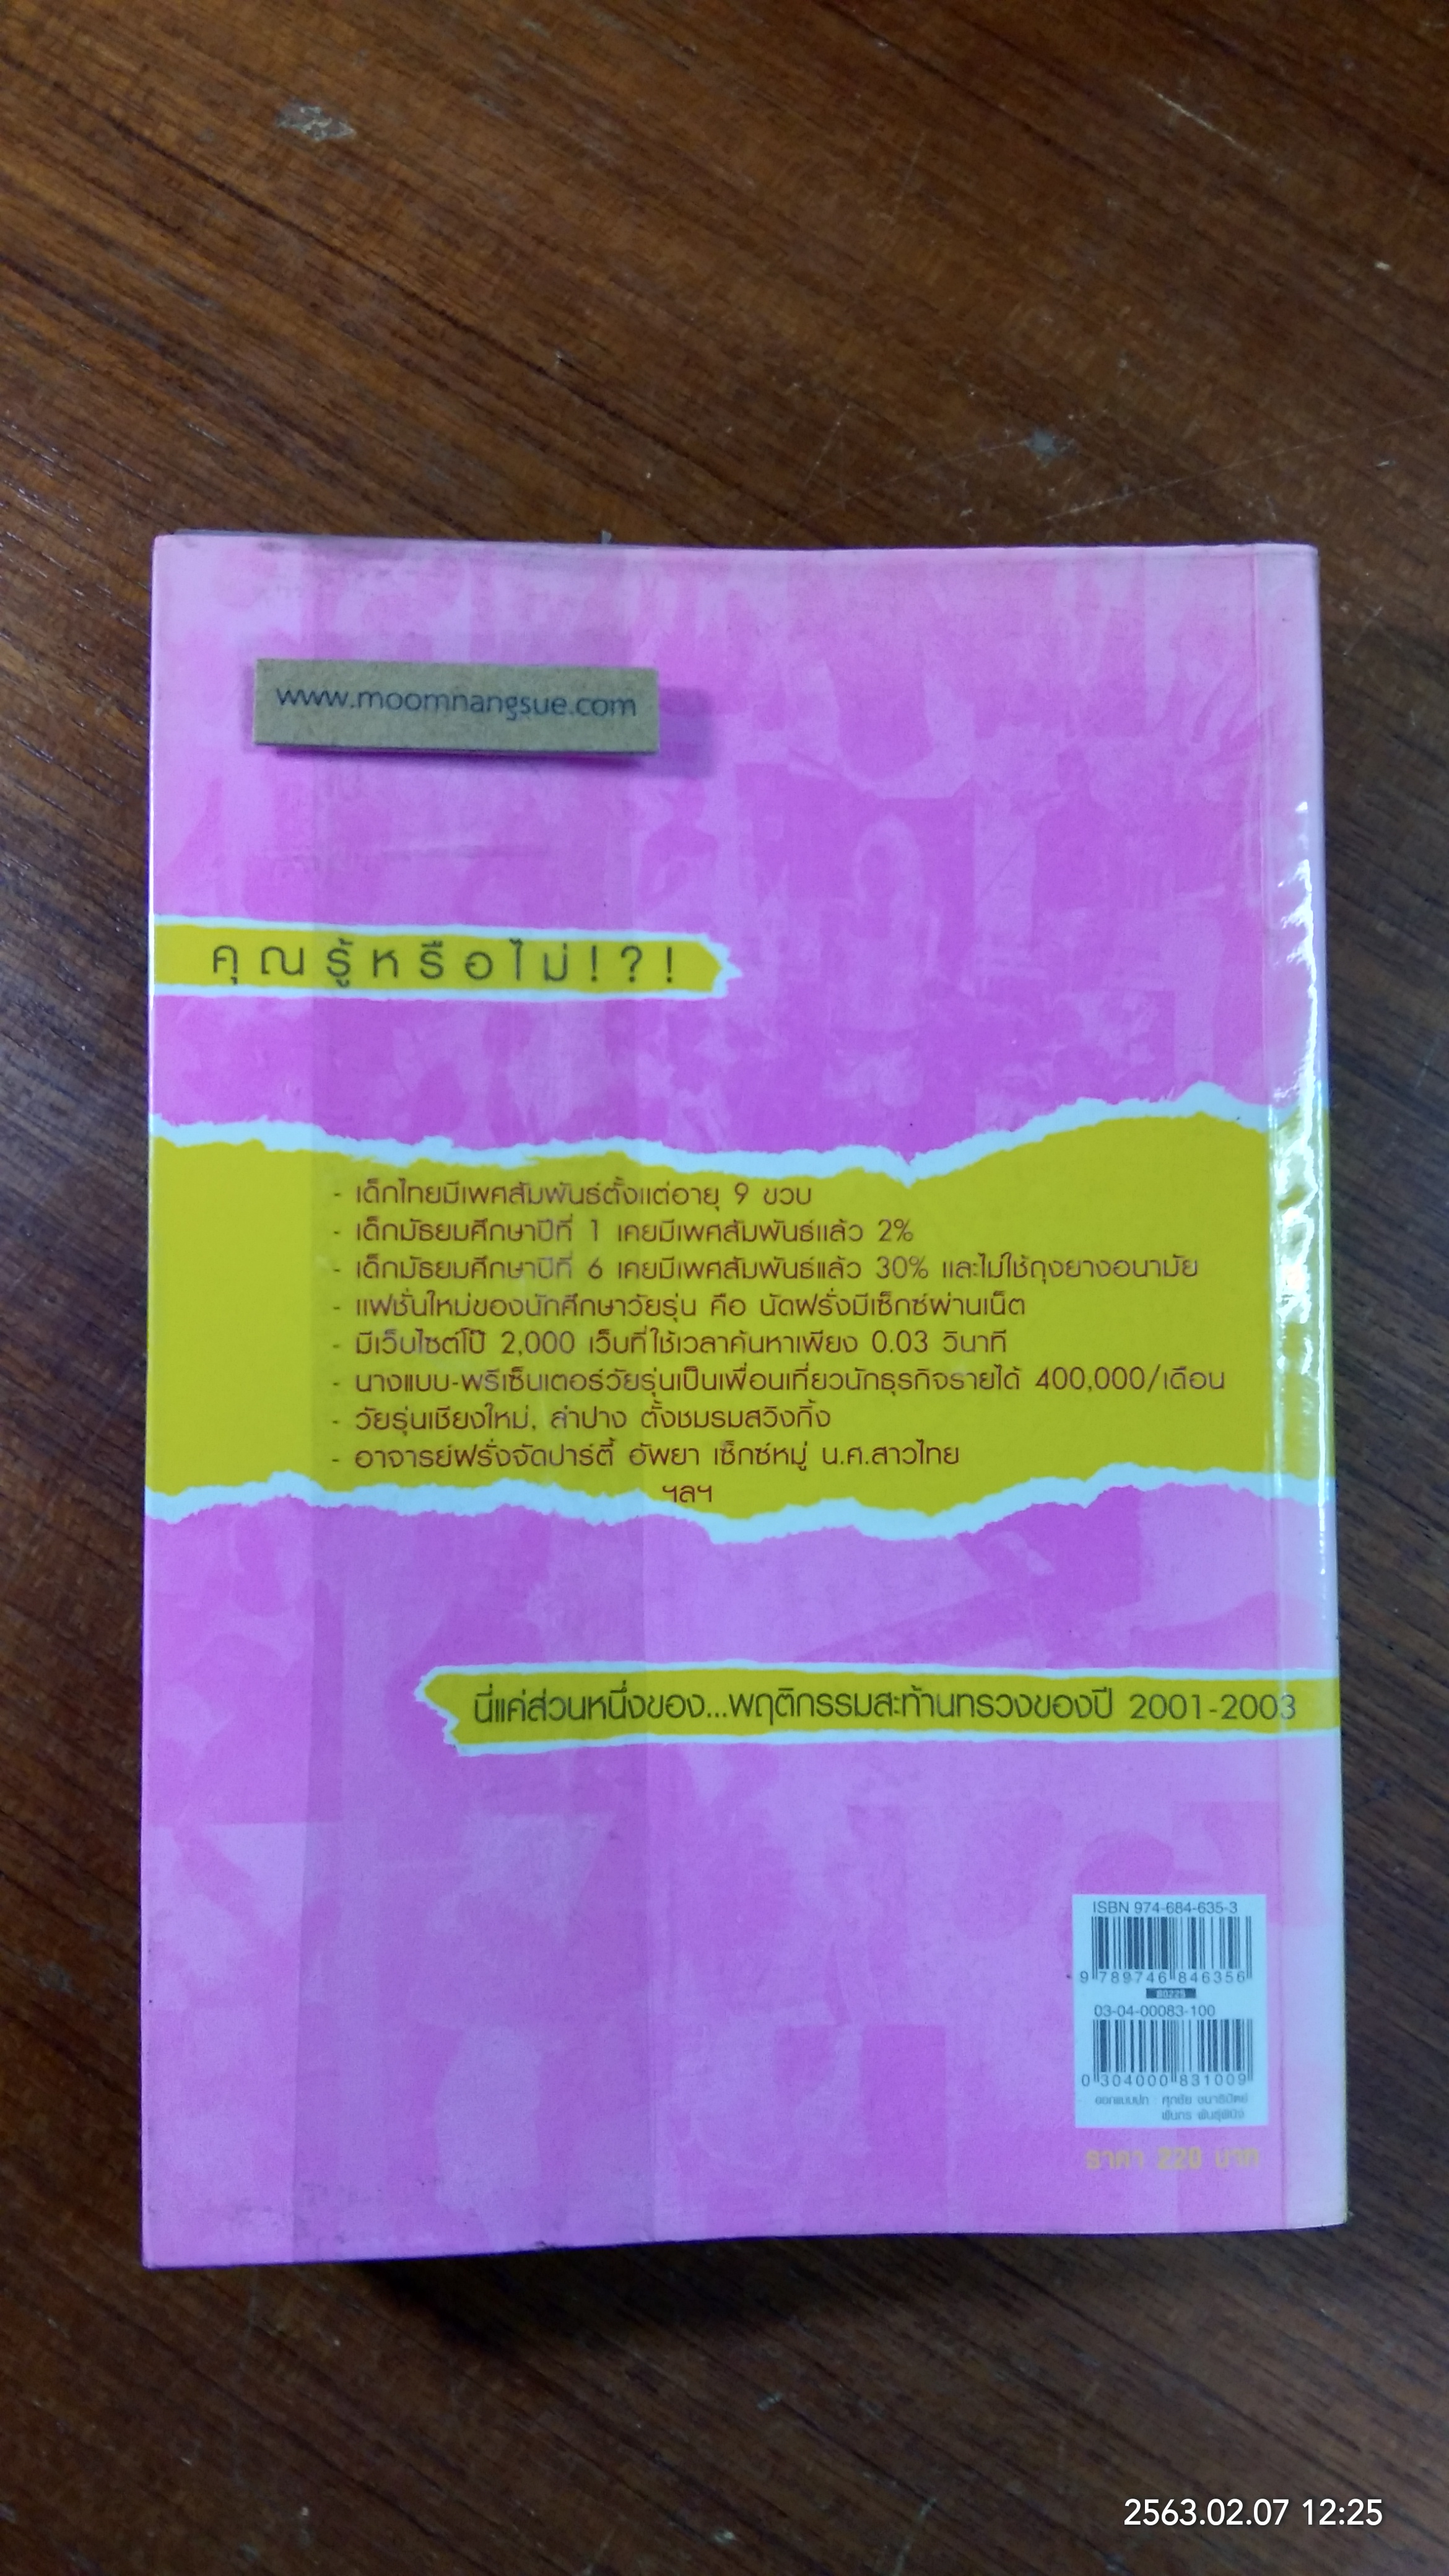 www.moomnangsue.com
คุณรู้หรือไม่!?!
- เด็กไทยมีเพศสัมพันธ์ตั้งแต่อายุ 9 ขวบ
- เด็กมัธยมศึกษาปีที่ 1 เคยมีเพศสัมพันธ์แล้ว 2%
- เด็กมัธยมศึกษาปีที่ 6 เคยมีเพศสัมพันธ์แล้ว 30% และไม่ใช้ถุงยางอนามัย
- แฟชั่นใหม่ของนักศึกษาวัยรุ่น คือ นัดฝรั่งมีเซ็กซ์ผ่านเน็ต
- มีเว็บไซต์โป๊ 2,000 เว็บที่ใช้เวลาค้นหาเพียง 0.03 วินาที
- นางแบบ-พรีเซ็นเตอร์วัยรุ่นเป็นเพื่อนเที่ยวนักธุรกิจรายได้ 400,000/เดือน
- วัยรุ่นเชียงใหม่, ลำปาง ตั้งชมรมสวิงกิ้ง
- อาจารย์ฝรั่งจัดปาร์ตี้ อัพยา เซ็กซ์หมู่ น.ศ.สาวไทย
ฯลฯ
นี่แค่ส่วนหนึ่งของ...พฤติกรรมสะท้านทรวงของปี 2001-2003
ISBN 974-684-635-3
9 789746 846356
03-04-00083-100
0 304000 831009
ออกแบบปก : ศุภชัย
ราคา 220 บาท
2563.02.07 12:25